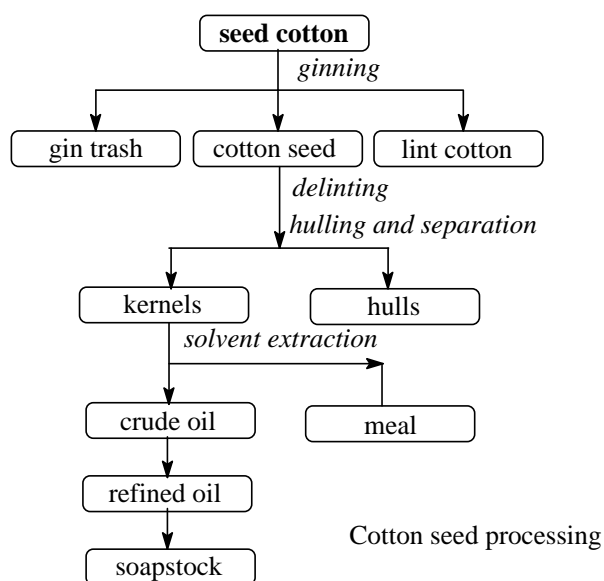 seed cotton
ginning
gin trash
cotton seed
lint cotton
delinting
hulling and separation
kernels
hulls
solvent extraction
crude oil
meal
refined oil
Cotton seed processing
soapstock